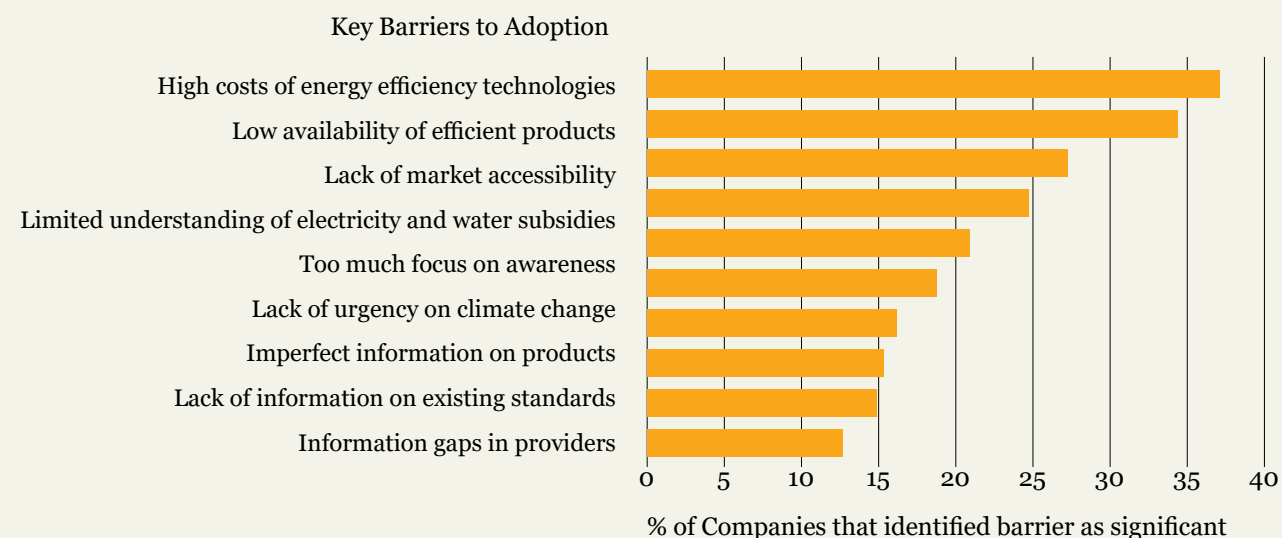 Key Barriers to Adoption
High costs of energy efficiency technologies
Low availability of efficient products
Lack of market accessibility
Limited understanding of electricity and water subsidies
Too much focus on awareness
Lack of urgency on climate change
Imperfect information on products
Lack of information on existing standards
Information gaps in providers
0 5 10 15 20 25 30 35 40
% of Companies that identified barrier as significant